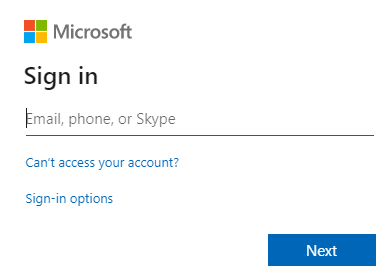 Microsoft
Sign in
Email, phone, or Skype
Can’t access your account?
Sign-in options
Next